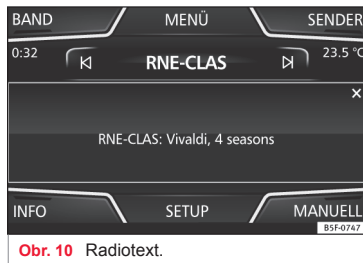 BAND MENÜ SENDER
0:32 RNE-CLAS 23.5 °C
RNE-CLAS: Vivaldi, 4 seasons
INFO SETUP MANUELL
B5F-0747
Obr. 10 Radiotext.